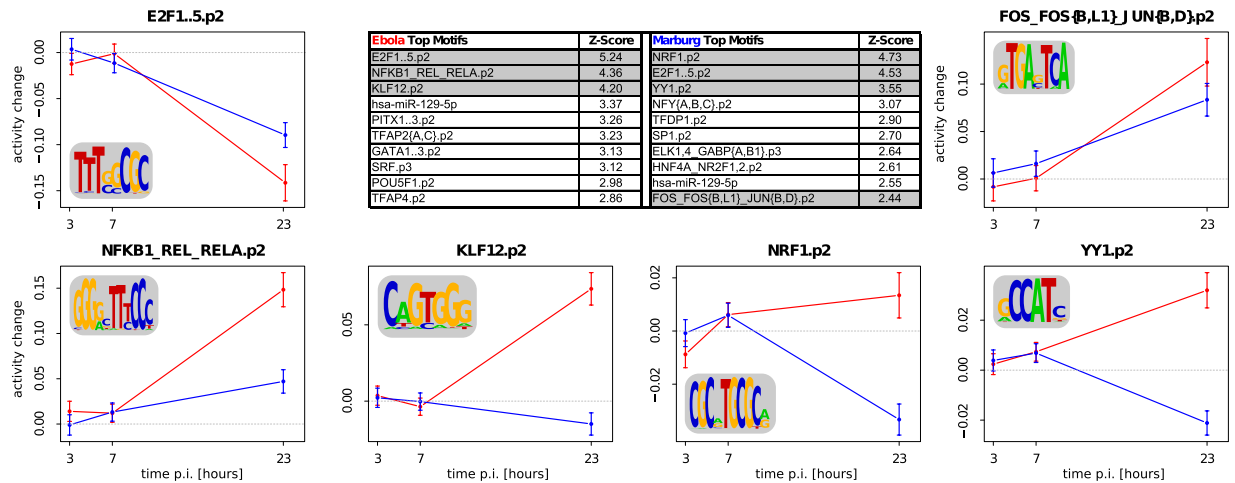 E2F1..5.p2
activity change
0.00
−0.05
−0.10
−0.15
3
7
23
TTTGGCGC
Ebola Top Motifs Z-Score Marburg Top Motifs Z-Score
E2F1..5.p2 5.24 NRF1.p2 4.73
NFKB1_REL_RELA.p2 4.36 E2F1..5.p2 4.53
KLF12.p2 4.20 YY1.p2 3.55
hsa-miR-129-5p 3.37 NFY{A,B,C}.p2 3.07
PITX1..3.p2 3.26 TFDP1.p2 2.90
TFAP2{A,C}.p2 3.23 SP1.p2 2.70
GATA1..3.p2 3.13 ELK1,4_GABP{A,B1}.p3 2.64
SRF.p3 3.12 HNF4A_NR2F1,2.p2 2.61
POU5F1.p2 2.98 hsa-miR-129-5p 2.55
TFAP4.p2 2.86 FOS_FOS{B,L1}_JUN{B,D}.p2 2.44
FOS_FOS{B,L1}_JUN{B,D}.p2
activity change
0.10
0.05
0.00
3
7
23
GTGAGTCA
NFKB1_REL_RELA.p2
activity change
0.15
0.10
0.05
0.00
3
7
23
time p.i. [hours]
KLF12.p2
0.05
0.00
3
7
23
time p.i. [hours]
CAGTGGG
NRF1.p2
0.02
0.00
−0.02
3
7
23
time p.i. [hours]
YY1.p2
0.02
0.00
−0.02
3
7
23
time p.i. [hours]
GCCATC